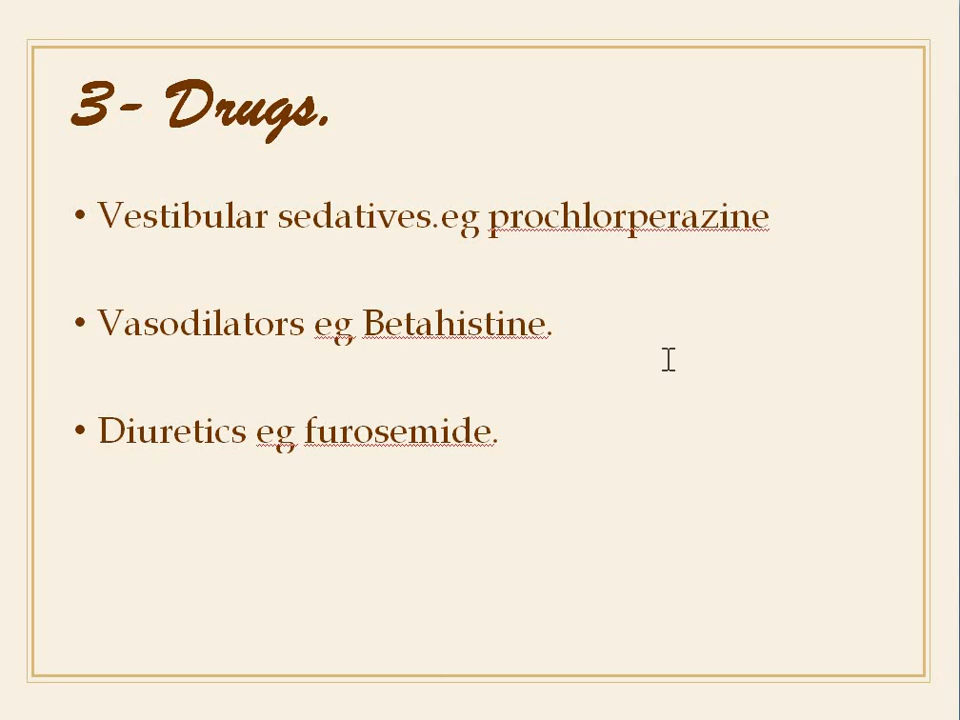 3- Drugs.
• Vestibular sedatives.eg prochlorperazine
• Vasodilators eg Betahistine.
• Diuretics eg furosemide.